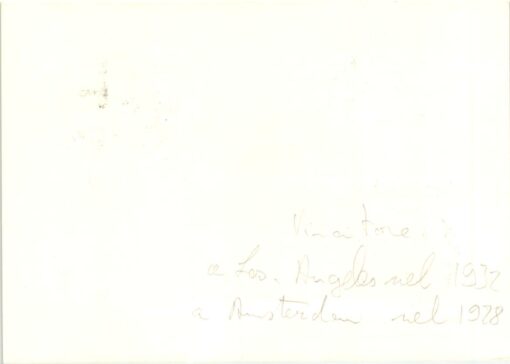 Vincitore
a Los Angeles nel 1932
a Amsterdam nel 1928